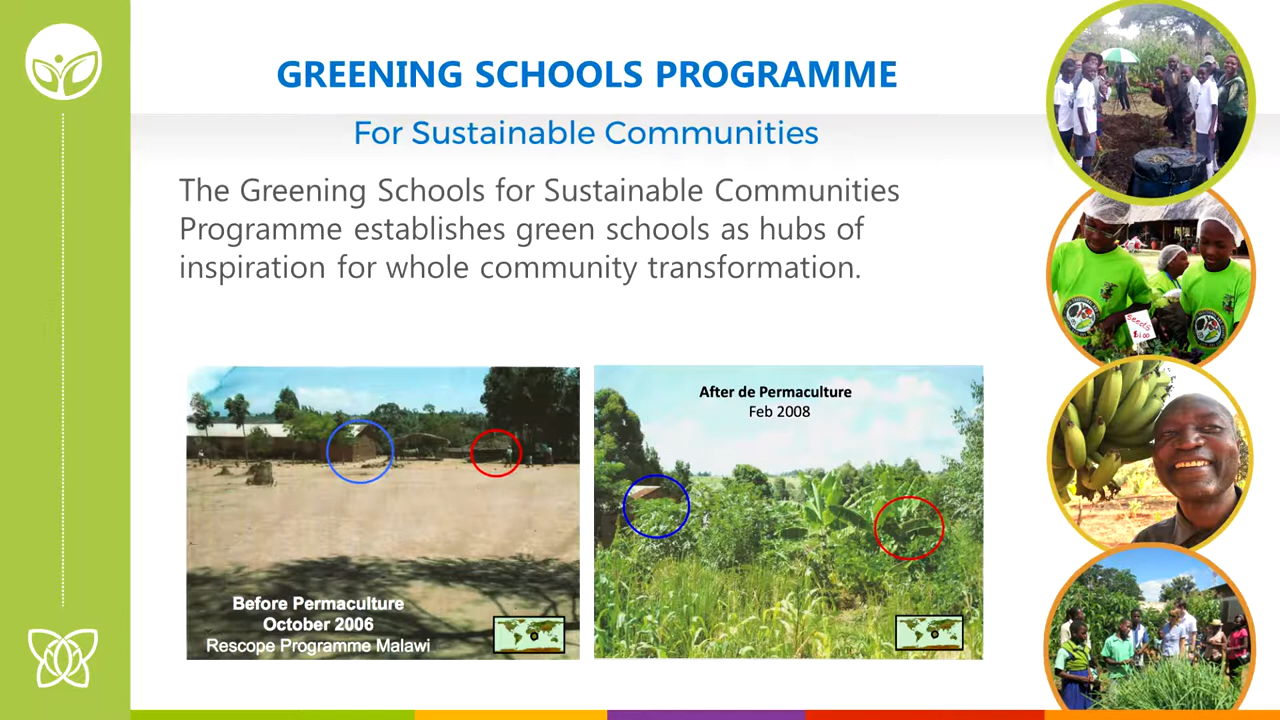 GREENING SCHOOLS PROGRAMME
For Sustainable Communities
The Greening Schools for Sustainable Communities
Programme establishes green schools as hubs of
inspiration for whole community transformation.
Before Permaculture
October 2006
Rescope Programme Malawi
After de Permaculture
Feb 2008
seeds